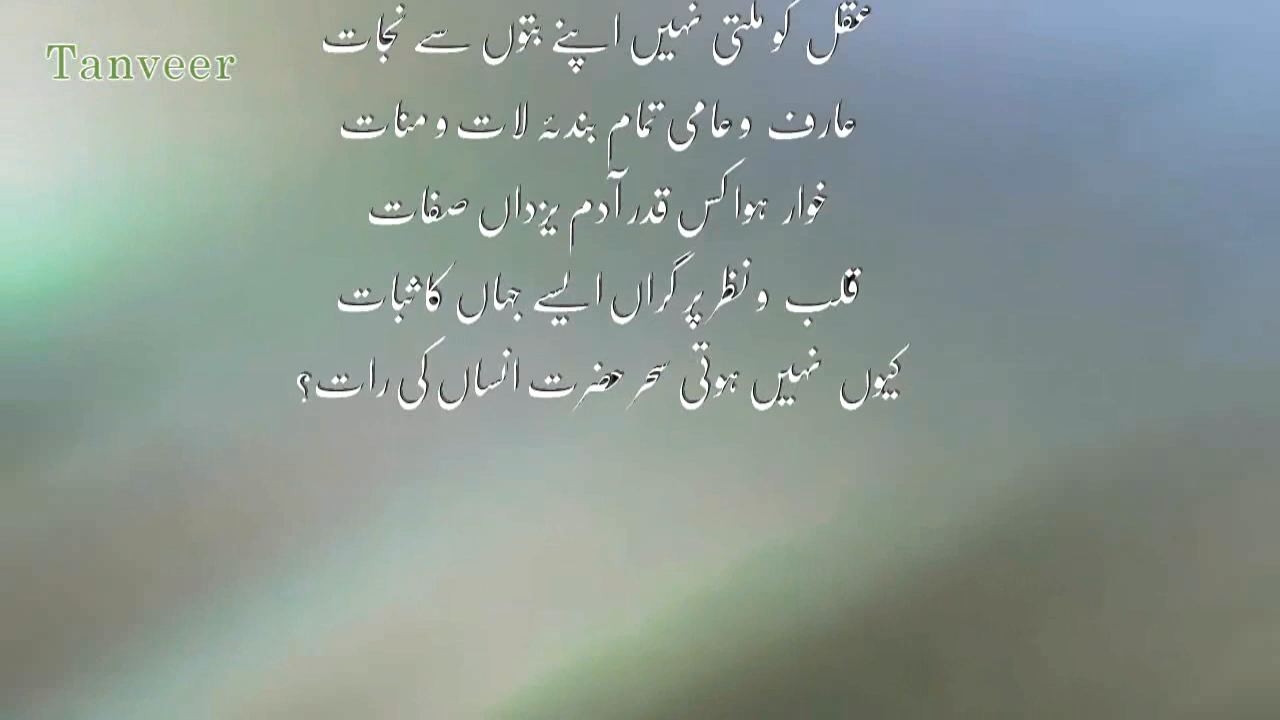 Tanveer
عقل کو ملتی نہیں اپنے بتوں سے نجات
عارف و عامی تمام بندۂ لات و منات
خوار ہوا کس قدر آدم یزداں صفات
قلب و نظر پر گراں ایسے جہاں کا ثبات
کیوں نہیں ہوتی سحر حضرت انساں کی رات؟